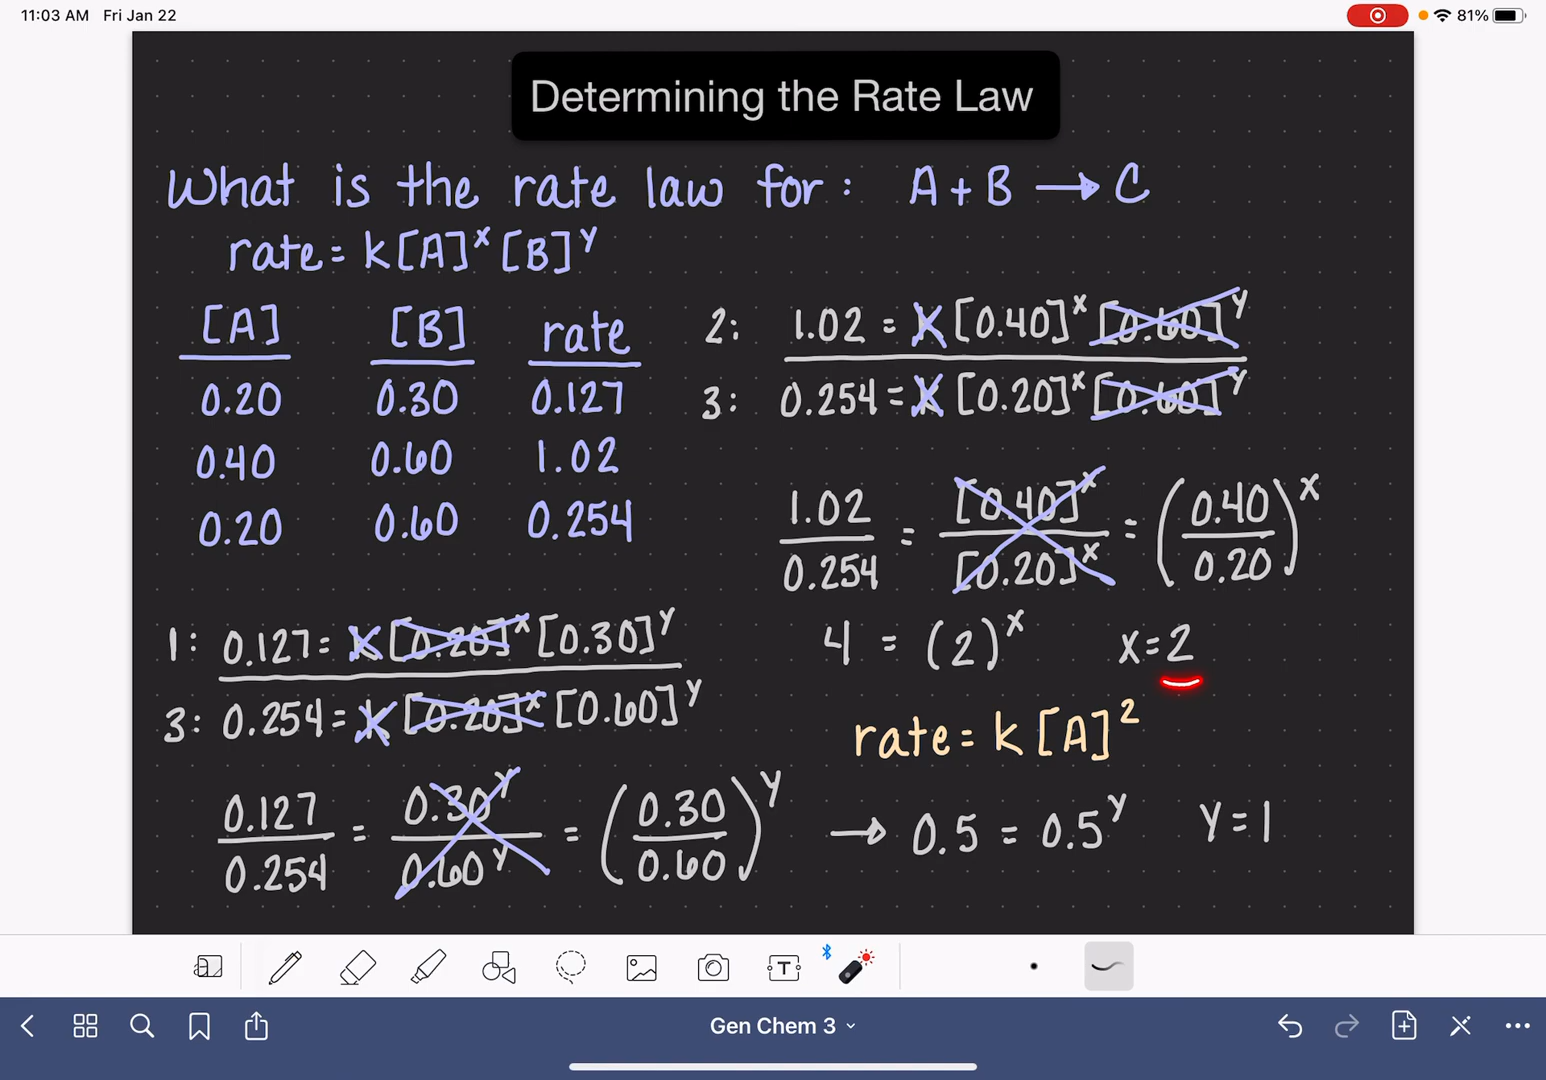 11:03 AM Fri Jan 22
81%
Determining the Rate Law
What is the rate law for: A + B → C
rate = k[A]^x [B]^y
[A] [B] rate
0.20 0.30 0.127
0.40 0.60 1.02
0.20 0.60 0.254
2: 1.02 = k [0.40]^x [0.60]^y
3: 0.254 = k [0.20]^x [0.60]^y
1.02 / 0.254 = [0.40]^x / [0.20]^x = (0.40 / 0.20)^x
4 = (2)^x x = 2
rate = k [A]^2
1: 0.127 = k [0.20]^x [0.30]^y
3: 0.254 = k [0.20]^x [0.60]^y
0.127 / 0.254 = 0.30^y / 0.60^y = (0.30 / 0.60)^y → 0.5 = 0.5^y y = 1
Gen Chem 3